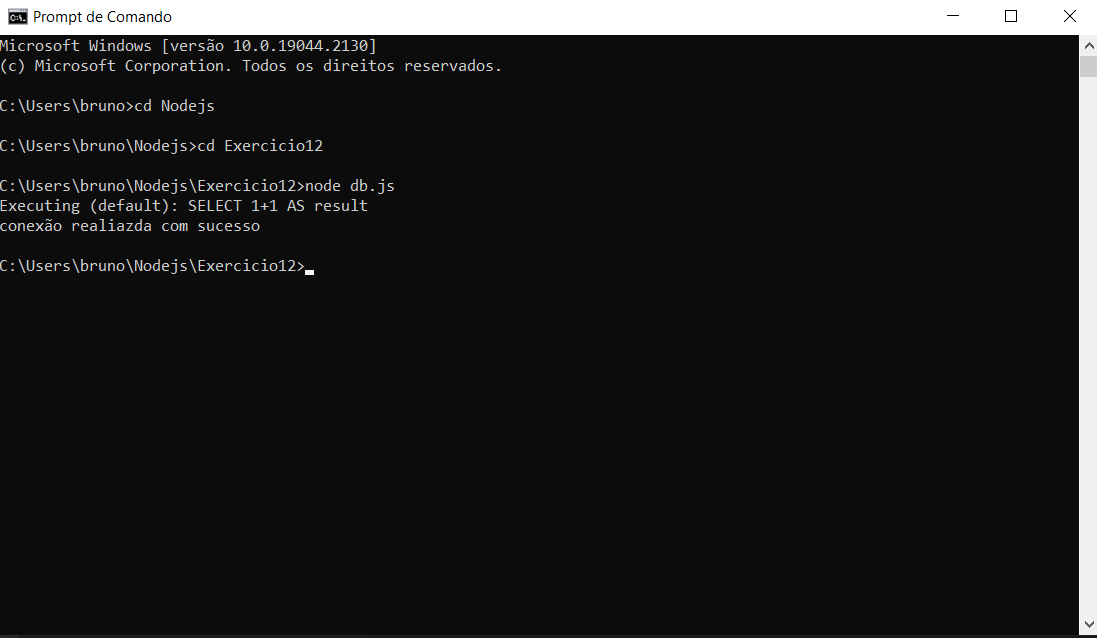 Prompt de Comando
Microsoft Windows [versão 10.0.19044.2130]
(c) Microsoft Corporation. Todos os direitos reservados.
C:\Users\bruno>cd Nodejs
C:\Users\bruno\Nodejs>cd Exercicio12
C:\Users\bruno\Nodejs\Exercicio12>node db.js
Executing (default): SELECT 1+1 AS result
conexão realiazda com sucesso
C:\Users\bruno\Nodejs\Exercicio12>